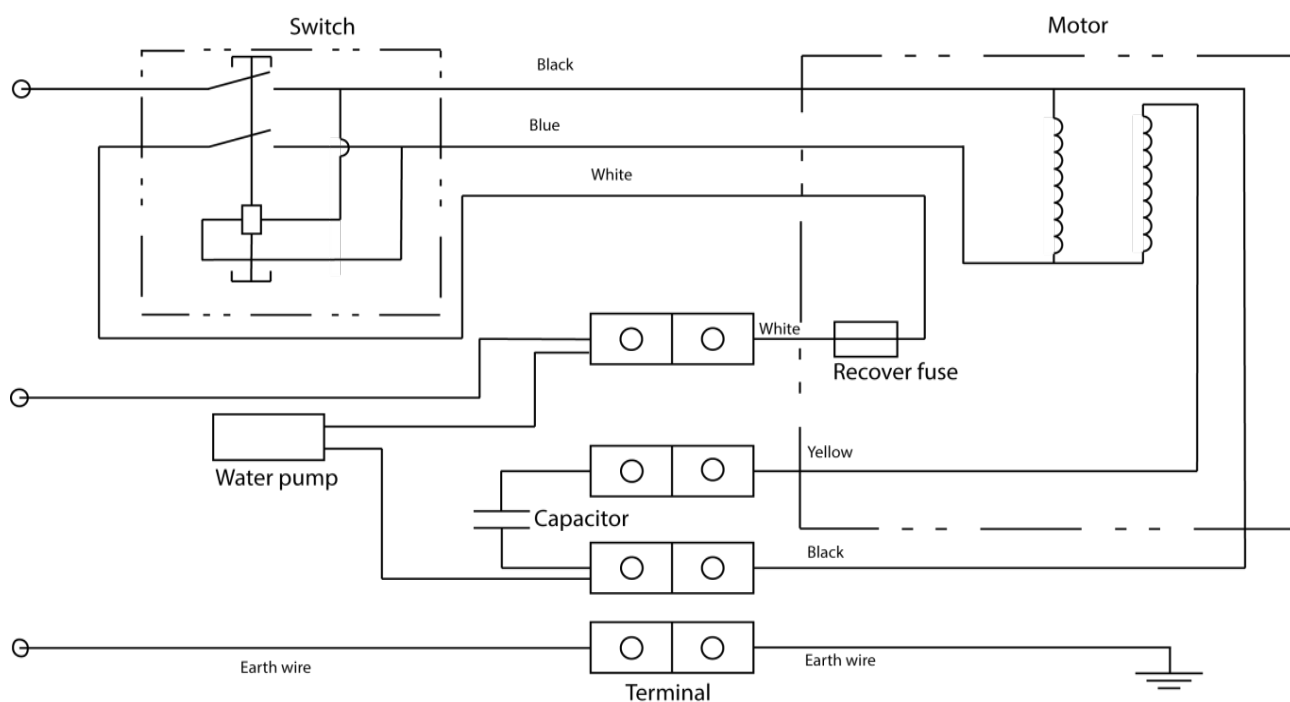 Switch
Motor
Black
Blue
White
White
Recover fuse
Water pump
Yellow
Capacitor
Black
Earth wire
Earth wire
Terminal